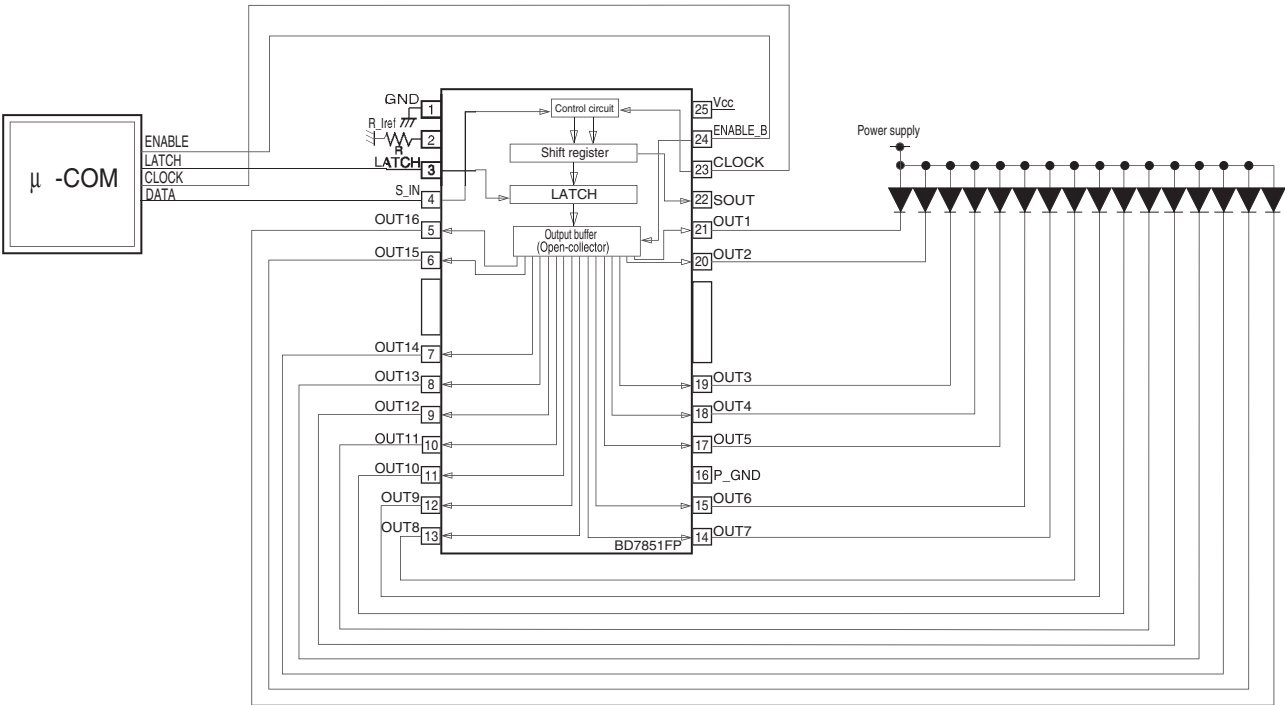 μ -COM
ENABLE
LATCH
CLOCK
DATA
GND
1
R_Iref
R
2
LATCH
3
S_IN
4
OUT16
5
OUT15
6
OUT14
7
OUT13
8
OUT12
9
OUT11
10
OUT10
11
OUT9
12
OUT8
13
Control circuit
Shift register
LATCH
Output buffer
(Open-collector)
BD7851FP
25
Vcc
24
ENABLE_B
23
CLOCK
22
SOUT
21
OUT1
20
OUT2
19
OUT3
18
OUT4
17
OUT5
16
P_GND
15
OUT6
14
OUT7
Power supply